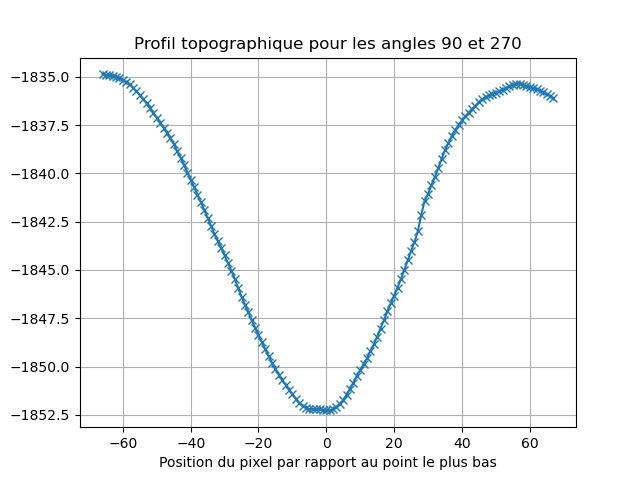 Profil topographique pour les angles 90 et 270
−1835.0
−1837.5
−1840.0
−1842.5
−1845.0
−1847.5
−1850.0
−1852.5
−60 −40 −20 0 20 40 60
Position du pixel par rapport au point le plus bas